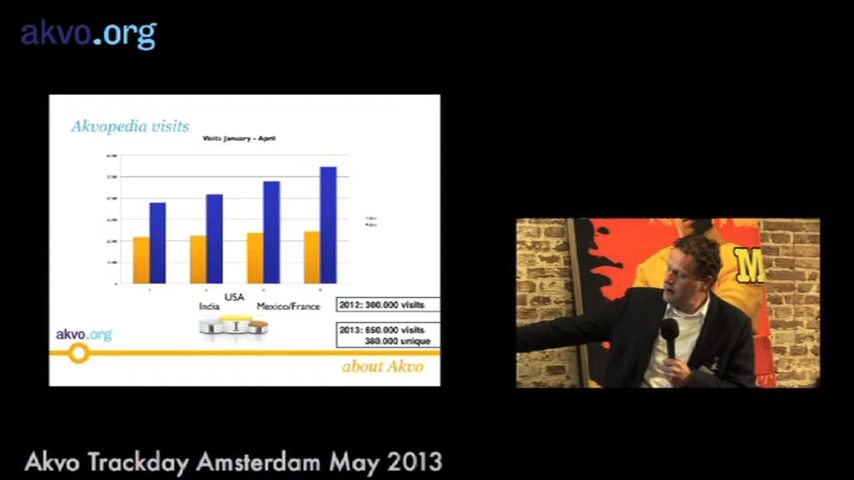 akvo.org
Akvopedia visits
Visits January - April
USA
India
Mexico/France
2012: 300.000 visits
2013: 650.000 visits
380.000 unique
akvo.org
about Akvo
M
Akvo Trackday Amsterdam May 2013